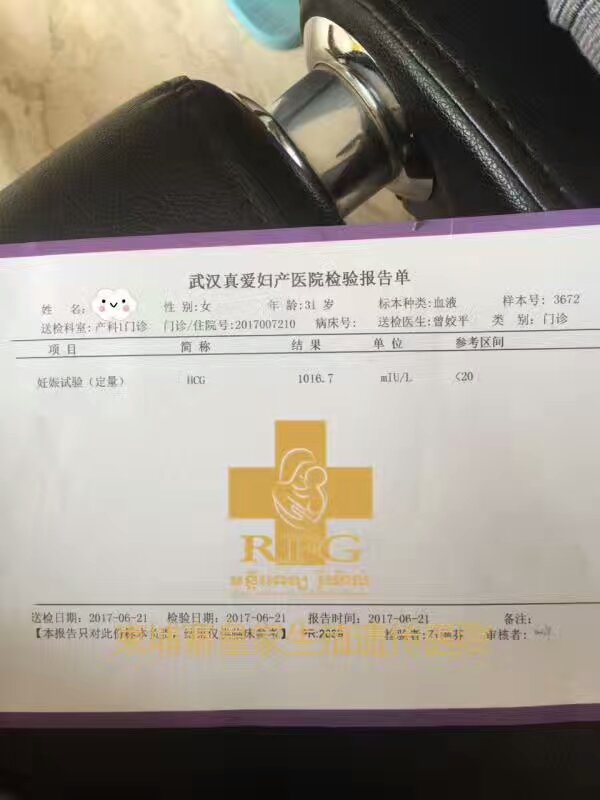 武汉真爱妇产医院检验报告单
姓 名: 性 别:女 年 龄:31 岁 标本种类:血液 样本号: 3672
送检科室:产科1门诊 门诊/住院号:2017007210 病床号: 送检医生:曾姣平 类 别: 门诊
项 目 简 称 结 果 单 位 参考区间
妊娠试验（定量） HCG 1016.7 mIU/L <20
RFG
送检日期: 2017-06-21 检验日期: 2017-06-21 报告时间: 2017-06-21 备注:
【本报告只对此份标本负责, 检验者: 审核者: